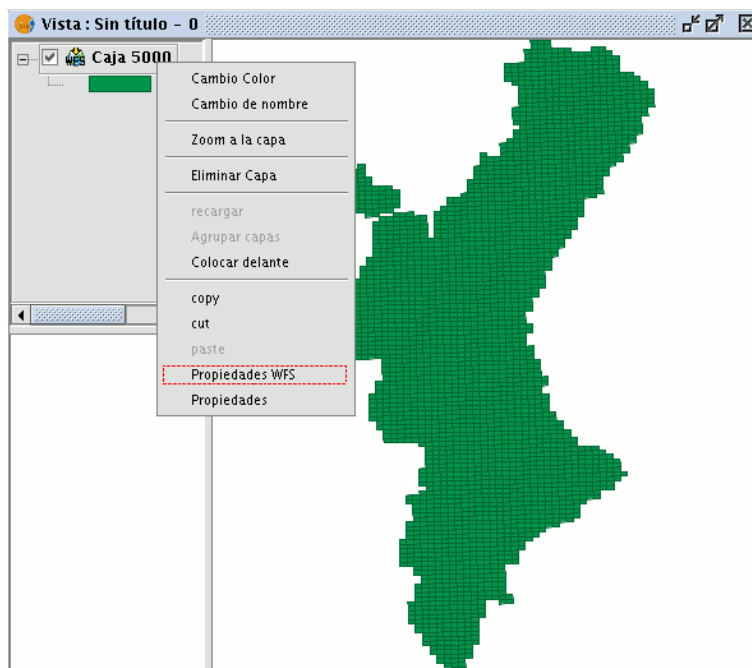 Vista : Sin título - 0
WFS Caja 5000
Cambio Color
Cambio de nombre
Zoom a la capa
Eliminar Capa
recargar
Agrupar capas
Colocar delante
copy
cut
paste
Propiedades WFS
Propiedades